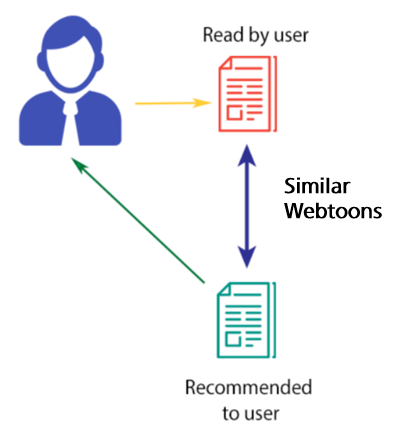 Read by user
Similar
Webtoons
Recommended
to user